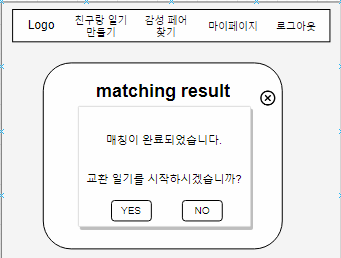 Logo
친구랑 일기
만들기
감성 페어
찾기
마이페이지
로그아웃
matching result
매칭이 완료되었습니다.
교환 일기를 시작하시겠습니까?
YES
NO